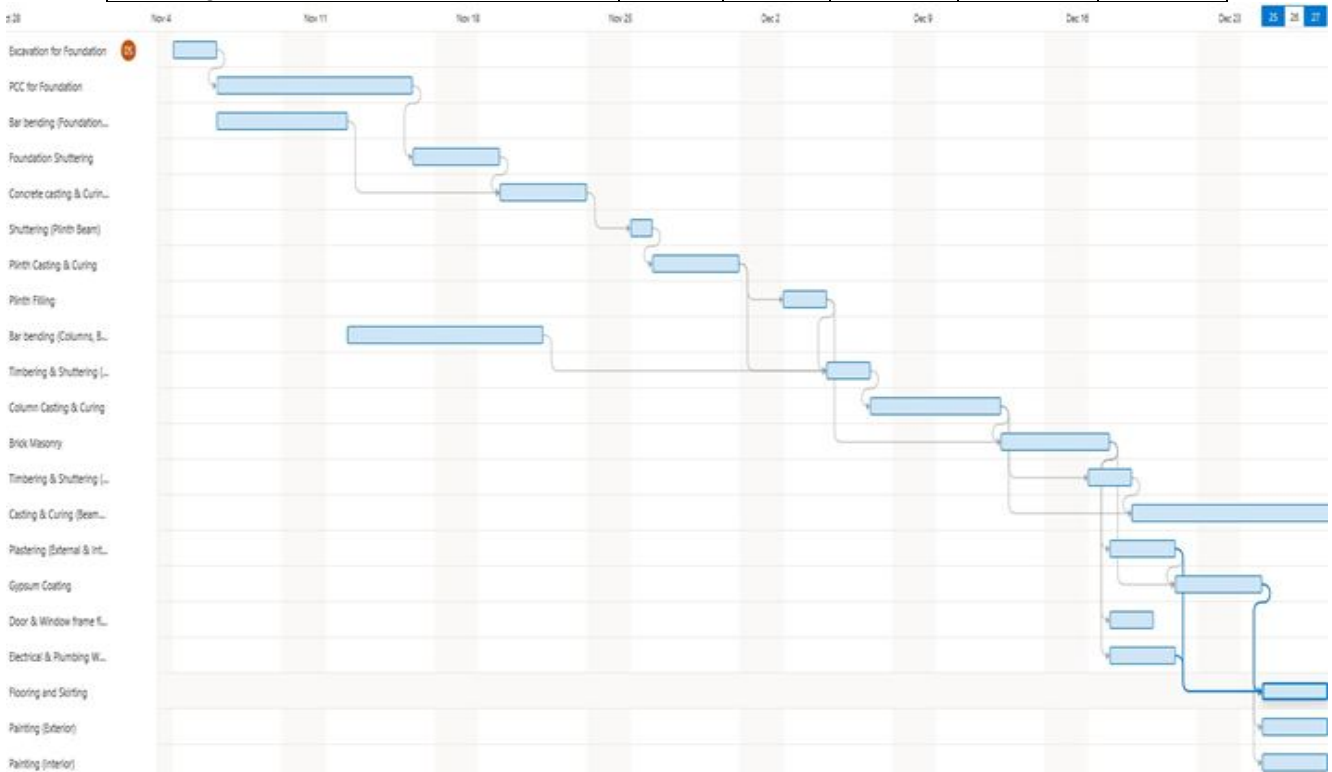 Nov 4 Nov 11 Nov 18 Nov 25 Dec 2 Dec 9 Dec 16 Dec 23 25 26 27
Excavation for Foundation DS
PCC for Foundation
Bar bending (Foundation...
Foundation Shuttering
Concrete casting & Curin...
Shuttering (Plinth Beam)
Plinth Casting & Curing
Plinth Filling
Bar bending (Columns, B...
Timbering & Shuttering (...
Column Casting & Curing
Brick Masonry
Timbering & Shuttering (...
Casting & Curing (Beam...
Plastering (External & Int...
Gypsum Coating
Door & Window frame fi...
Electrical & Plumbing W...
Flooring and Skirting
Painting (Exterior)
Painting (Interior)